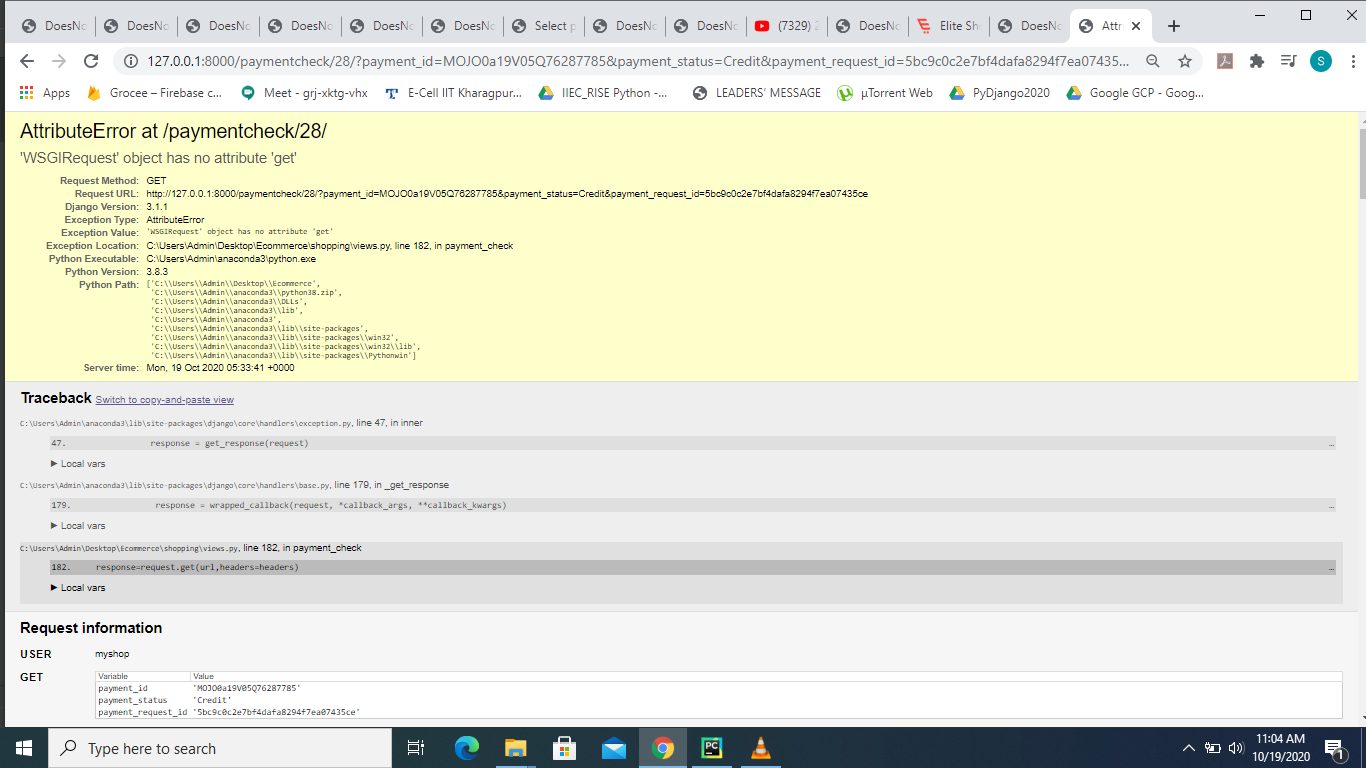 DoesNo DoesNo DoesNo DoesNo DoesNo DoesNo Select p DoesNo DoesNo (7329) DoesNo Elite Sho DoesNo Attr
127.0.0.1:8000/paymentcheck/28/?payment_id=MOJO0a19V05Q76287785&payment_status=Credit&payment_request_id=5bc9c0c2e7bf4dafa8294f7ea07435... S
Apps Grocee – Firebase c... Meet - grj-xktg-vhx E-Cell IIT Kharagpur... IIEC_RISE Python -... LEADERS' MESSAGE µTorrent Web PyDjango2020 Google GCP - Goog...
AttributeError at /paymentcheck/28/
'WSGIRequest' object has no attribute 'get'
Request Method: GET
Request URL: http://127.0.0.1:8000/paymentcheck/28/?payment_id=MOJO0a19V05Q76287785&payment_status=Credit&payment_request_id=5bc9c0c2e7bf4dafa8294f7ea07435ce
Django Version: 3.1.1
Exception Type: AttributeError
Exception Value: 'WSGIRequest' object has no attribute 'get'
Exception Location: C:\Users\Admin\Desktop\Ecommerce\shopping\views.py, line 182, in payment_check
Python Executable: C:\Users\Admin\anaconda3\python.exe
Python Version: 3.8.3
Python Path: ['C:\\Users\\Admin\\Desktop\\Ecommerce',
'C:\\Users\\Admin\\anaconda3\\python38.zip',
'C:\\Users\\Admin\\anaconda3\\DLLs',
'C:\\Users\\Admin\\anaconda3\\lib',
'C:\\Users\\Admin\\anaconda3',
'C:\\Users\\Admin\\anaconda3\\lib\\site-packages',
'C:\\Users\\Admin\\anaconda3\\lib\\site-packages\\win32',
'C:\\Users\\Admin\\anaconda3\\lib\\site-packages\\win32\\lib',
'C:\\Users\\Admin\\anaconda3\\lib\\site-packages\\Pythonwin']
Server time: Mon, 19 Oct 2020 05:33:41 +0000
Traceback Switch to copy-and-paste view
C:\Users\Admin\anaconda3\lib\site-packages\django\core\handlers\exception.py, line 47, in inner
47. response = get_response(request) …
▶ Local vars
C:\Users\Admin\anaconda3\lib\site-packages\django\core\handlers\base.py, line 179, in _get_response
179. response = wrapped_callback(request, *callback_args, **callback_kwargs) …
▶ Local vars
C:\Users\Admin\Desktop\Ecommerce\shopping\views.py, line 182, in payment_check
182. response=request.get(url,headers=headers) …
▶ Local vars
Request information
USER myshop
GET Variable Value
payment_id 'MOJO0a19V05Q76287785'
payment_status 'Credit'
payment_request_id '5bc9c0c2e7bf4dafa8294f7ea07435ce'
Type here to search
PC
11:04 AM
10/19/2020
1